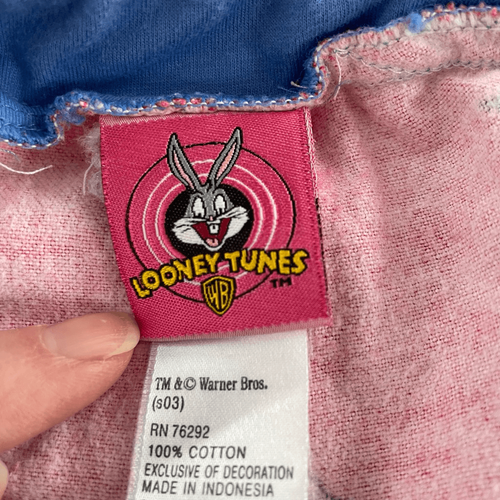 LOONEY TUNES
TM
WB
TM & © Warner Bros.
(s03)
RN 76292
100% COTTON
EXCLUSIVE OF DECORATION
MADE IN INDONESIA